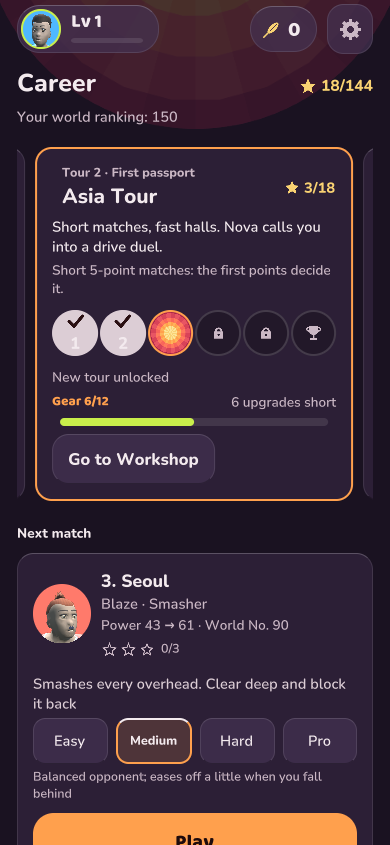 Lv 1
0
Career
18/144
Your world ranking: 150
Tour 2 · First passport
Asia Tour
3/18
Short matches, fast halls. Nova calls you
into a drive duel.
Short 5-point matches: the first points decide
it.
1
2
New tour unlocked
Gear 6/12
6 upgrades short
Go to Workshop
Next match
3. Seoul
Blaze · Smasher
Power 43 → 61 · World No. 90
0/3
Smashes every overhead. Clear deep and block
it back
Easy
Medium
Hard
Pro
Balanced opponent; eases off a little when you fall
behind
Play